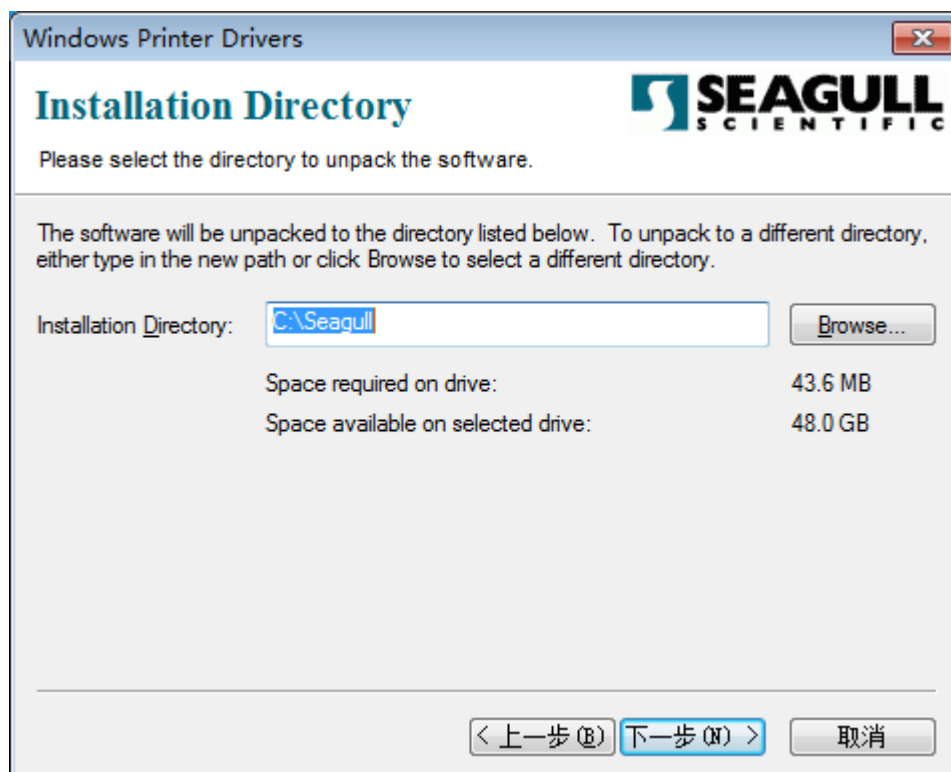 Windows Printer Drivers
Installation Directory
SEAGULL
SCIENTIFIC
Please select the directory to unpack the software.
The software will be unpacked to the directory listed below. To unpack to a different directory,
either type in the new path or click Browse to select a different directory.
Installation Directory: C:\Seagull Browse...
Space required on drive: 43.6 MB
Space available on selected drive: 48.0 GB
< 上一步(B) 下一步(N) > 取消